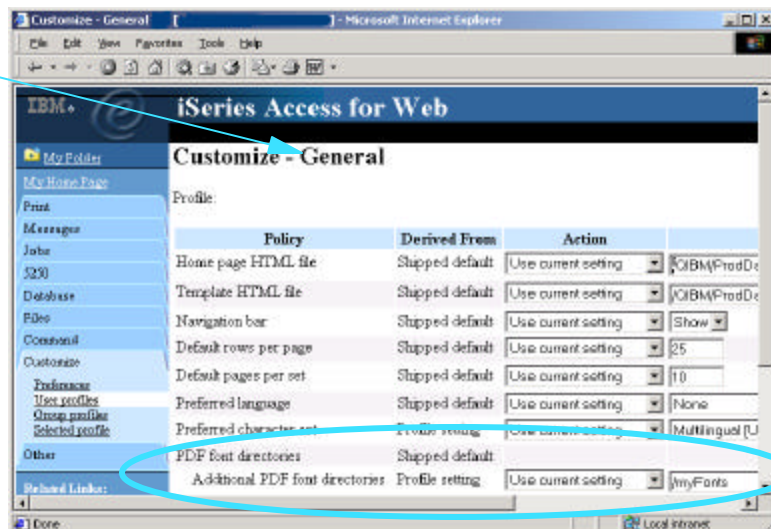 Customize - General [ ] - Microsoft Internet Explorer
File Edit View Favorites Tools Help
IBM
iSeries Access for Web
My Folder
My Home Page
Print
Messages
Jobs
5250
Database
Files
Command
Customize
Preferences
User profiles
Group profiles
Selected profile
Other
Related Links:
Customize - General
Profile:
Policy Derived From Action
Home page HTML file Shipped default Use current setting /QIBM/ProdDa
Template HTML file Shipped default Use current setting /QIBM/ProdDa
Navigation bar Shipped default Use current setting Show
Default rows per page Shipped default Use current setting 25
Default pages per set Shipped default Use current setting 10
Preferred language Shipped default Use current setting None
Preferred character set Profile setting Use current setting Multilingual [U
PDF font directories Shipped default
Additional PDF font directories Profile setting Use current setting /myFonts
Done Local intranet